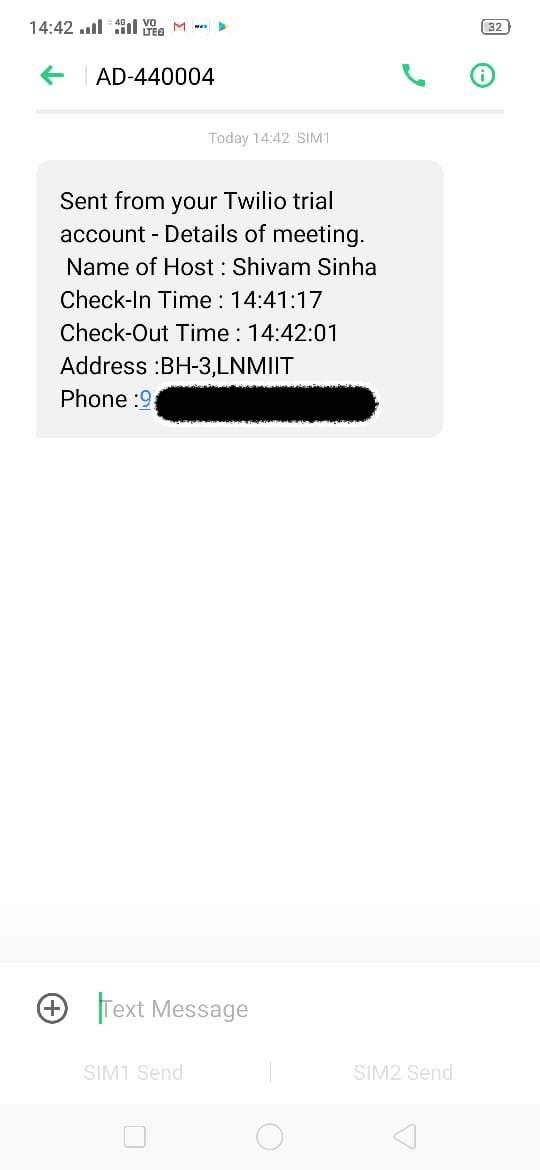 14:42 4G VO LTE 32
AD-440004
Today 14:42 SIM1
Sent from your Twilio trial
account - Details of meeting.
Name of Host : Shivam Sinha
Check-In Time : 14:41:17
Check-Out Time : 14:42:01
Address :BH-3,LNMIIT
Phone :9
Text Message
SIM1 Send
SIM2 Send